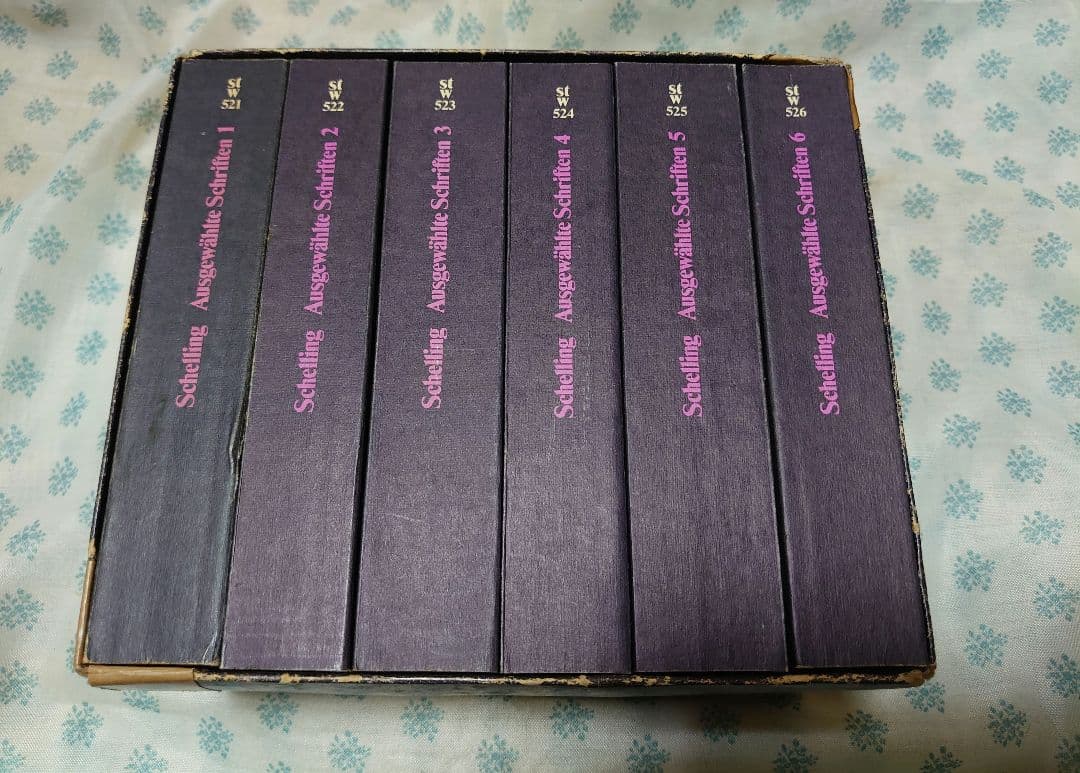 st
w
521
Schelling Ausgewählte Schriften 1
st
w
522
Schelling Ausgewählte Schriften 2
st
w
523
Schelling Ausgewählte Schriften 3
st
w
524
Schelling Ausgewählte Schriften 4
st
w
525
Schelling Ausgewählte Schriften 5
st
w
526
Schelling Ausgewählte Schriften 6